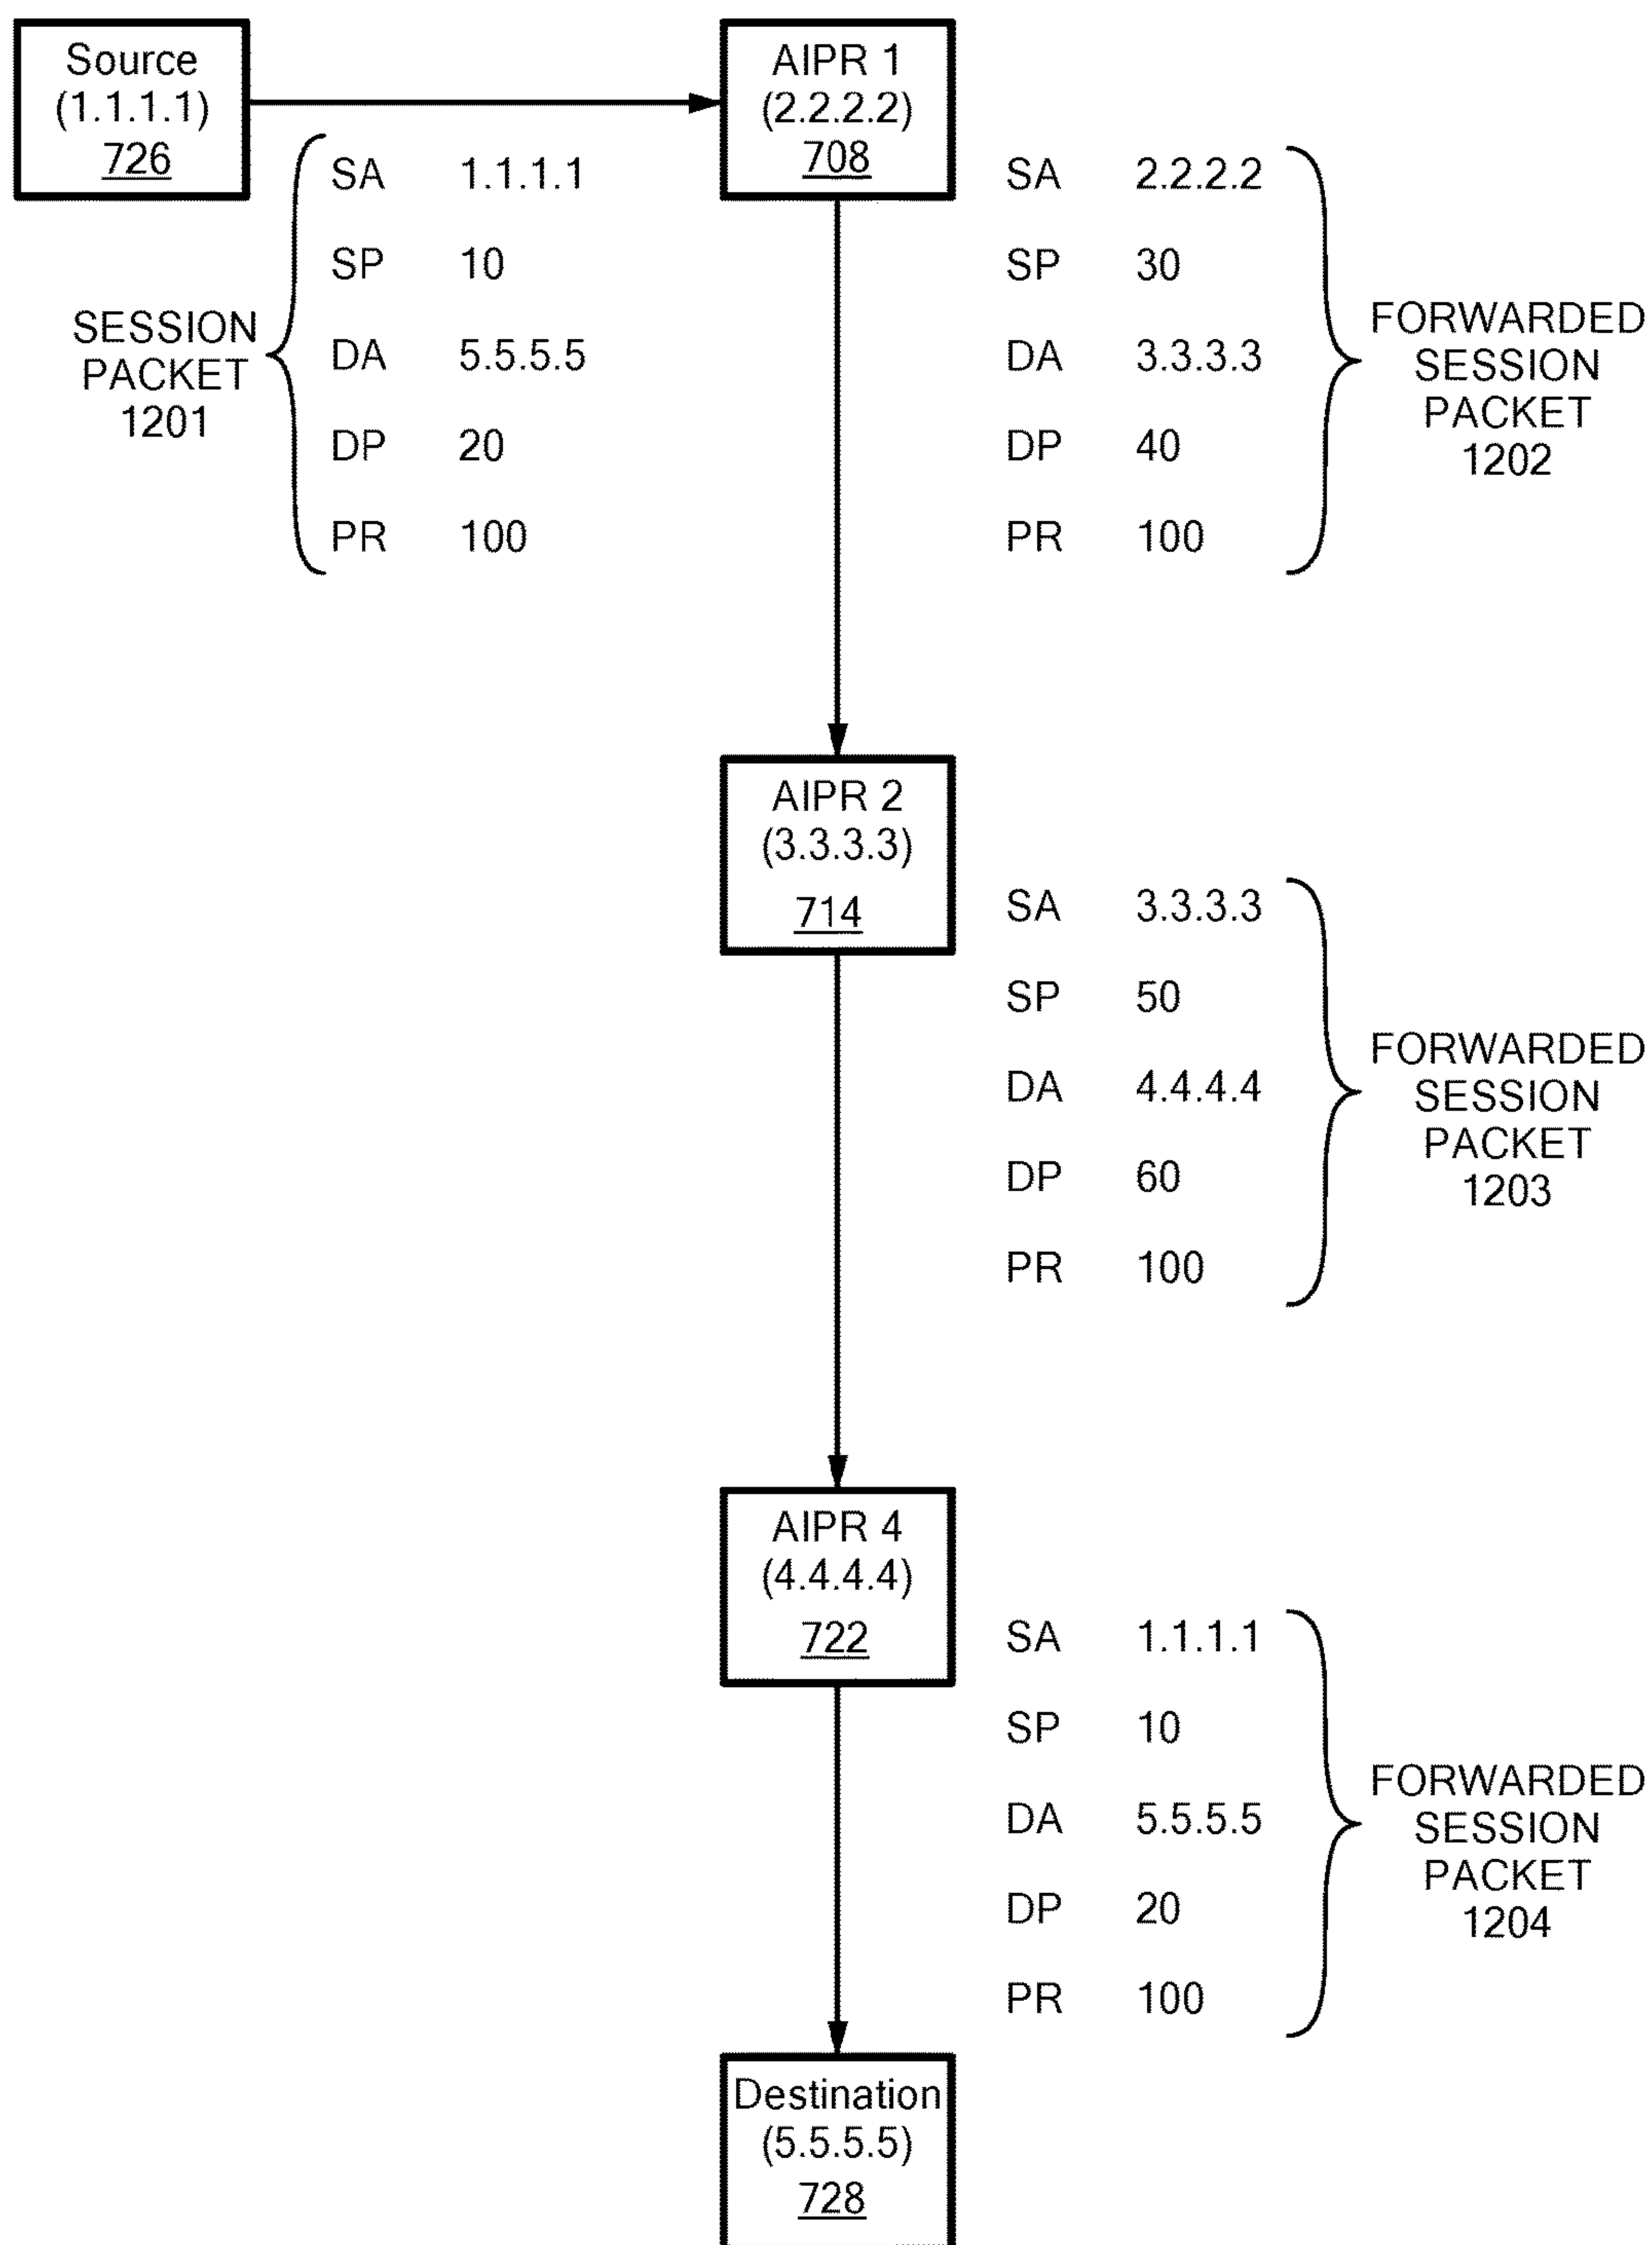 Source
(1.1.1.1)
726
AIPR 1
(2.2.2.2)
708
SESSION
PACKET
1201
SA 1.1.1.1
SP 10
DA 5.5.5.5
DP 20
PR 100
SA 2.2.2.2
SP 30
DA 3.3.3.3
DP 40
PR 100
FORWARDED
SESSION
PACKET
1202
AIPR 2
(3.3.3.3)
714
SA 3.3.3.3
SP 50
DA 4.4.4.4
DP 60
PR 100
FORWARDED
SESSION
PACKET
1203
AIPR 4
(4.4.4.4)
722
SA 1.1.1.1
SP 10
DA 5.5.5.5
DP 20
PR 100
FORWARDED
SESSION
PACKET
1204
Destination
(5.5.5.5)
728